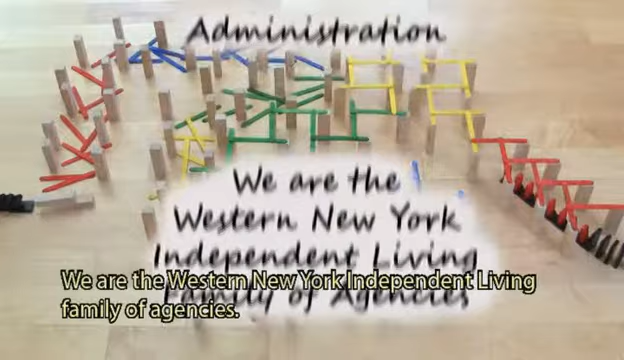 Administration
We are the
Western New York
Independent Living
Family of Agencies
We are the Western New York Independent Living
family of agencies.